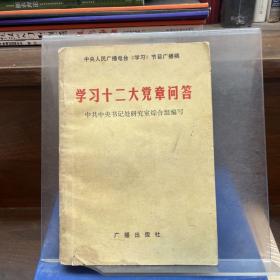 中央人民广播电台《学习》节目广播稿
学习十二大党章问答
中共中央书记处研究室综合组编写
广播出版社